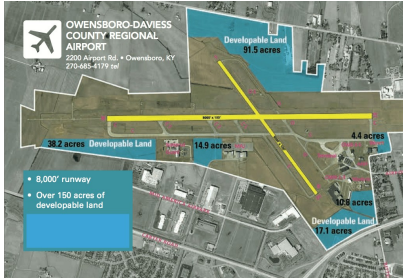 OWENSBORO-DAVIESS
COUNTY REGIONAL
AIRPORT
2200 Airport Rd. • Owensboro, KY
270-685-4179 tel
Developable Land
91.5 acres
4.4 acres
38.2 acres
Developable Land
14.9 acres
10.8 acres
Developable Land
17.1 acres
• 8,000' runway
• Over 150 acres of
developable land